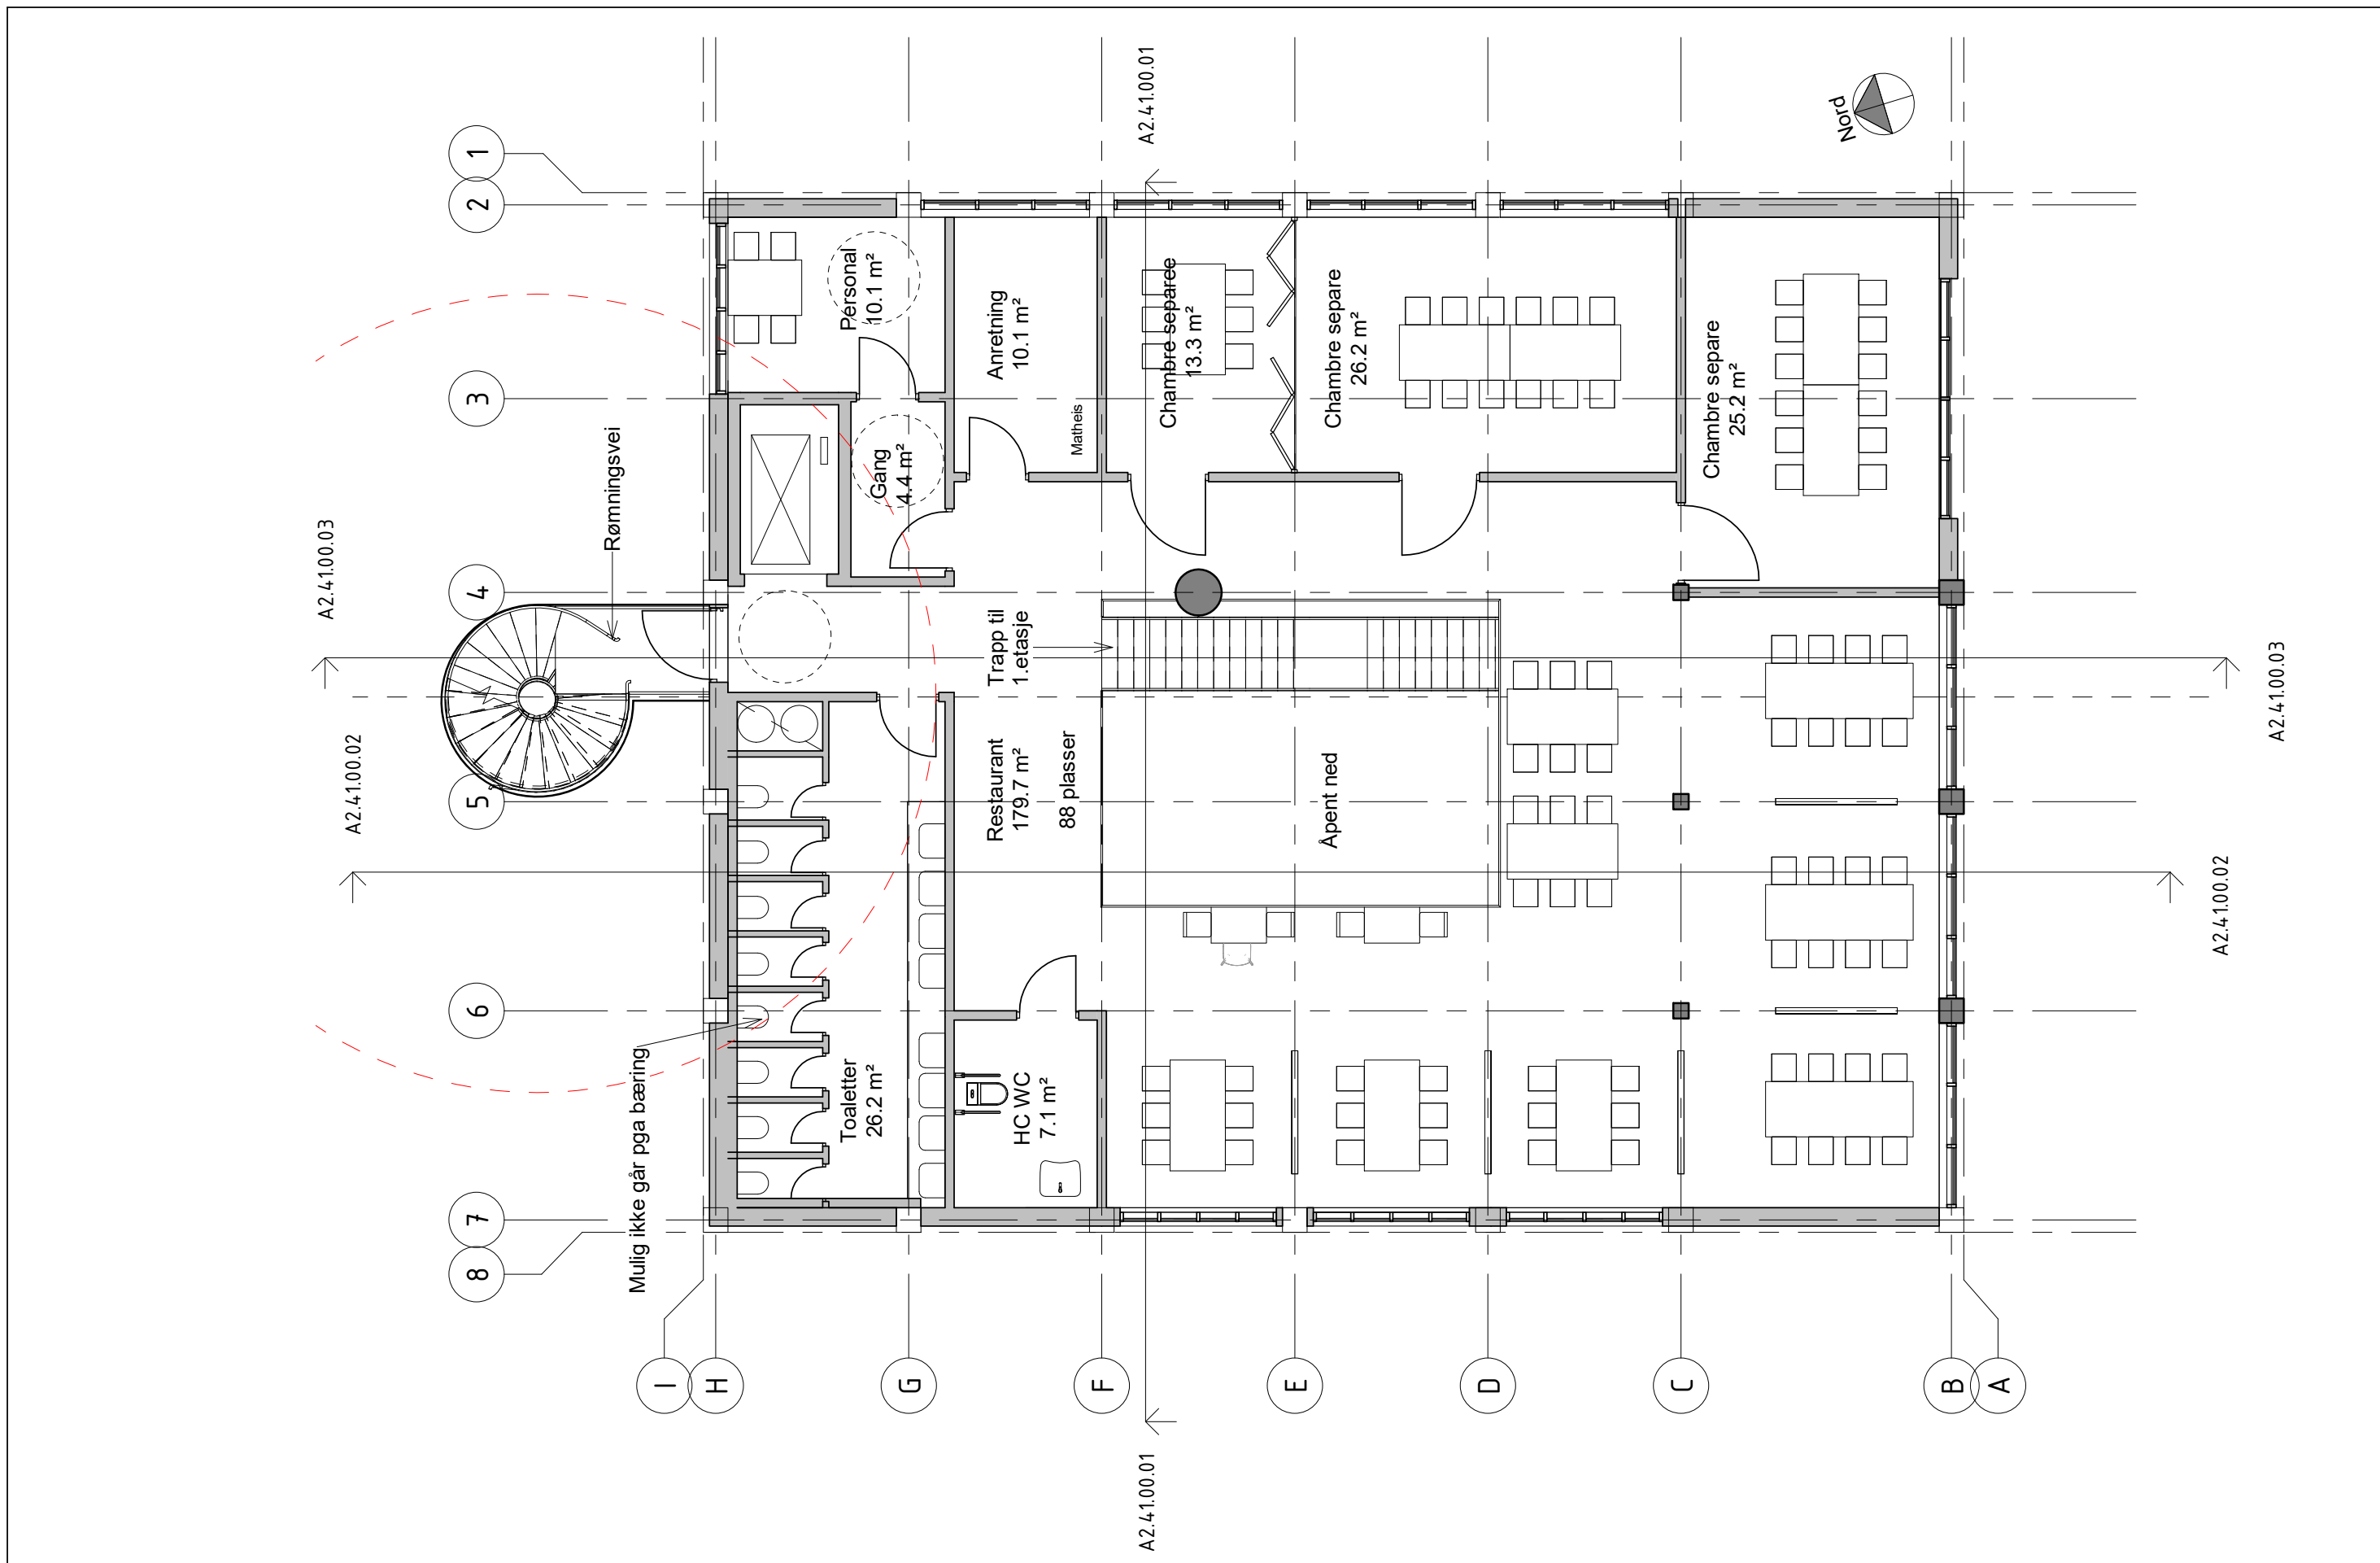 A2.41.00.01
Nord
1
2
3
4
5
6
7
8
A2.41.00.03
A2.41.00.02
Rømningsvei
Personal
10.1 m²
Anretning
10.1 m²
Matheis
Gang
4.4 m²
Chambre separee
13.3 m²
Chambre separe
26.2 m²
Chambre separe
25.2 m²
Trapp til
1.etasje
Restaurant
179.7 m²
88 plasser
Åpent ned
A2.41.00.03
A2.41.00.02
Mulig ikke går pga bæring
Toaletter
26.2 m²
HC WC
7.1 m²
I
H
G
F
E
D
C
B
A
A2.41.00.01